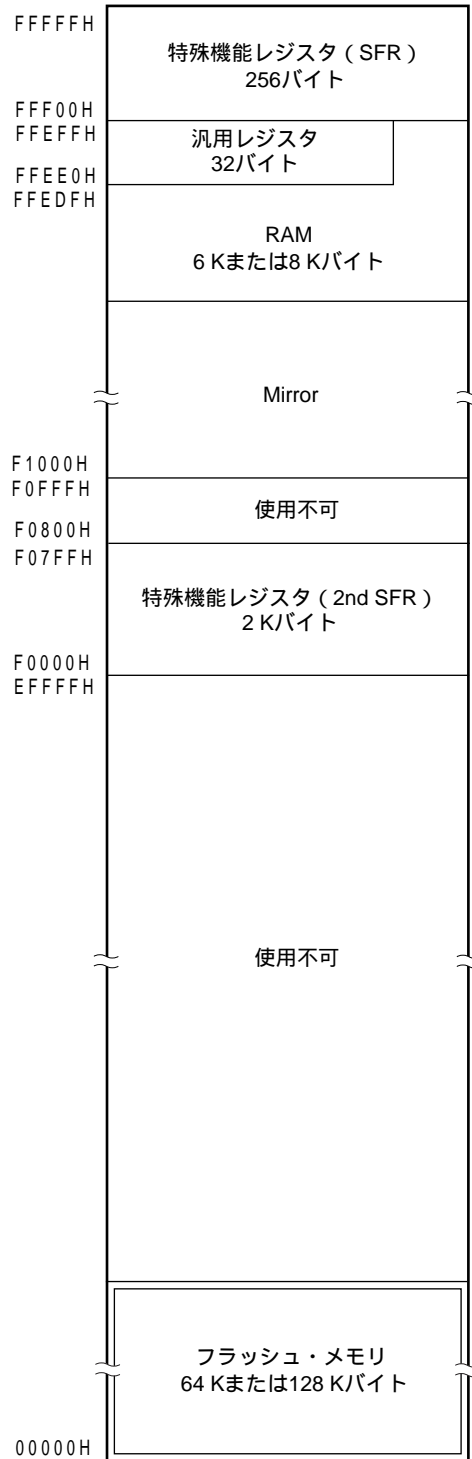 FFFFFH
特殊機能レジスタ（SFR）
256バイト
FFF00H
FFEFFH
汎用レジスタ
32バイト
FFEE0H
FFEDFH
RAM
6 Kまたは8 Kバイト
Mirror
F1000H
F0FFFH
使用不可
F0800H
F07FFH
特殊機能レジスタ（2nd SFR）
2 Kバイト
F0000H
EFFFFH
使用不可
フラッシュ・メモリ
64 Kまたは128 Kバイト
00000H